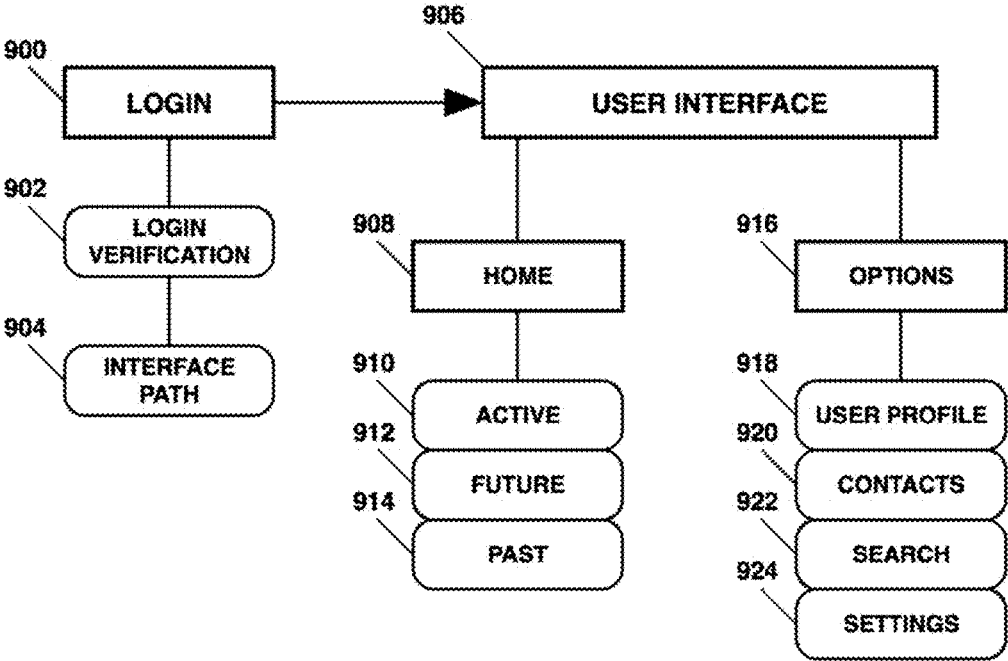 900
LOGIN
906
USER INTERFACE
902
LOGIN
VERIFICATION
904
INTERFACE
PATH
908
HOME
910
ACTIVE
912
FUTURE
914
PAST
916
OPTIONS
918
USER PROFILE
920
CONTACTS
922
SEARCH
924
SETTINGS